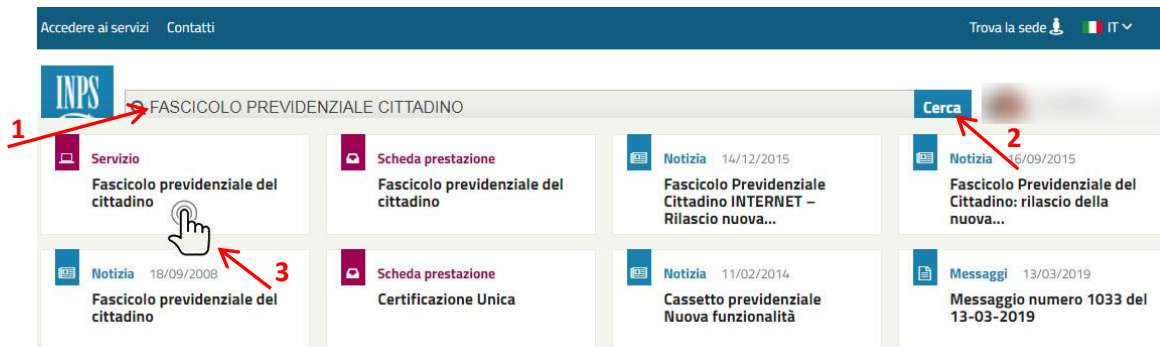 Accedere ai servizi Contatti Trova la sede IT
INPS
FASCICOLO PREVIDENZIALE CITTADINO Cerca
1
2
Servizio
Fascicolo previdenziale del
cittadino
Scheda prestazione
Fascicolo previdenziale del
cittadino
Notizia 14/12/2015
Fascicolo Previdenziale
Cittadino INTERNET –
Rilascio nuova...
Notizia 16/09/2015
Fascicolo Previdenziale del
Cittadino: rilascio della
nuova...
3
Notizia 18/09/2008
Fascicolo previdenziale del
cittadino
Scheda prestazione
Certificazione Unica
Notizia 11/02/2014
Cassetto previdenziale
Nuova funzionalità
Messaggi 13/03/2019
Messaggio numero 1033 del
13-03-2019